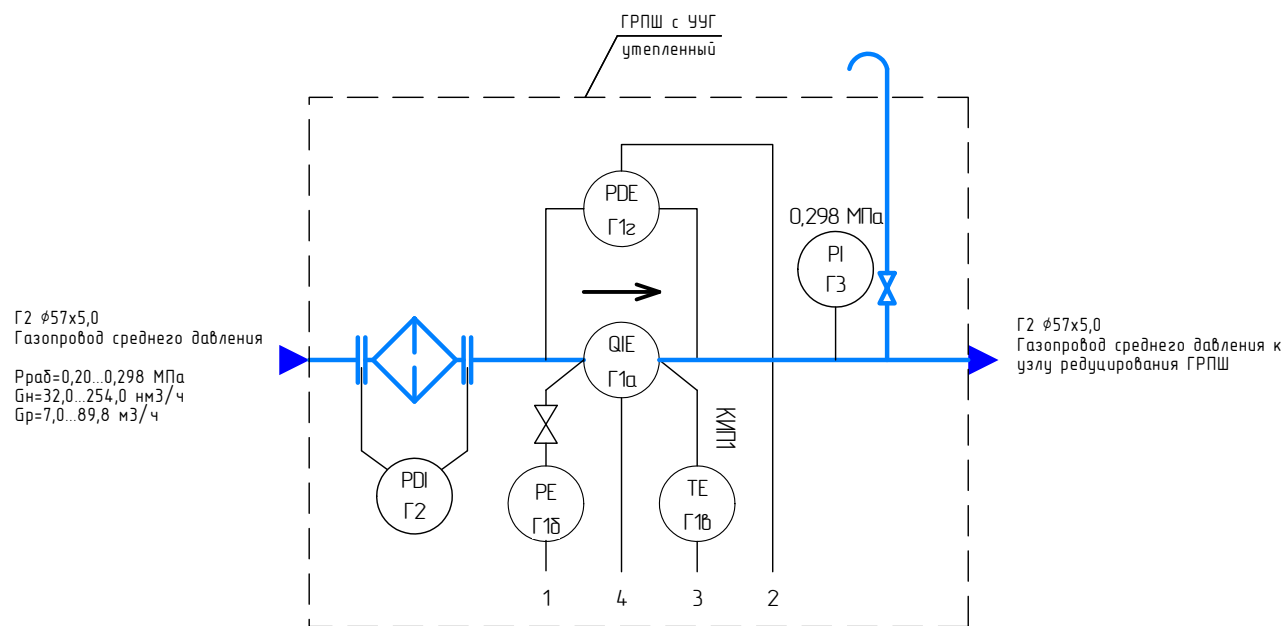 ГРПШ с УУГ
утепленный
PDE
Г1г
0,298 МПа
PI
Г3
Г2 ϕ57х5,0
Газопровод среднего давления
Рраб=0,20...0,298 МПа
Gн=32,0...254,0 нм3/ч
Gр=7,0...89,8 м3/ч
QIE
Г1а
Г2 ϕ57х5,0
Газопровод среднего давления к
узлу редуцирования ГРПШ
КИП1
PDI
Г2
PE
Г1б
TE
Г1в
1
4
3
2